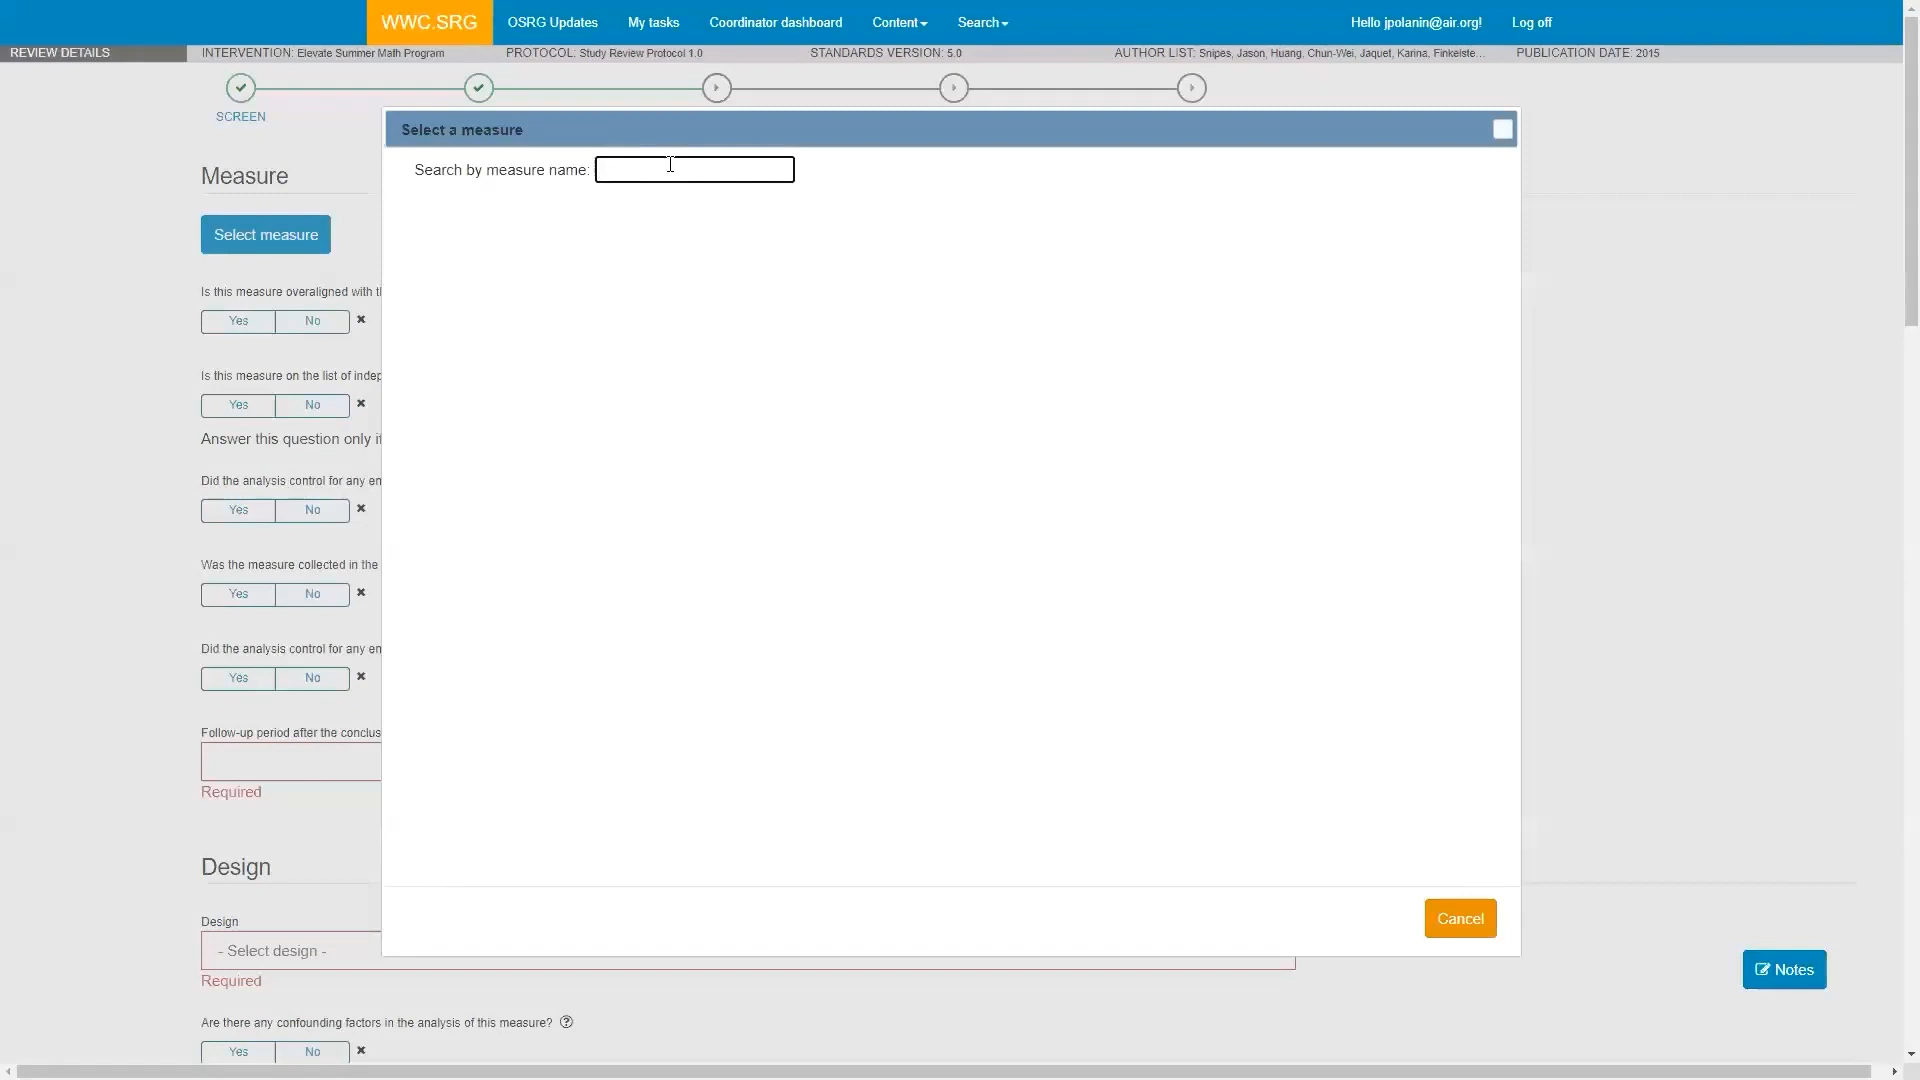 WWC.SRG OSRG Updates My tasks Coordinator dashboard Content Search Hello jpolanin@air.org! Log off
REVIEW DETAILS INTERVENTION: Elevate Summer Math Program PROTOCOL: Study Review Protocol 1.0 STANDARDS VERSION: 5.0 AUTHOR LIST: Snipes, Jason, Huang, Chun-Wei, Jaquet, Karina, Finkelste... PUBLICATION DATE: 2015
SCREEN
Select a measure
Search by measure name:
Measure
Select measure
Is this measure overaligned with th
Yes No
Is this measure on the list of indep
Yes No
Answer this question only if
Did the analysis control for any en
Yes No
Was the measure collected in the
Yes No
Did the analysis control for any en
Yes No
Follow-up period after the conclus
Required
Design
Cancel
Design
- Select design -
Notes
Required
Are there any confounding factors in the analysis of this measure?
Yes No